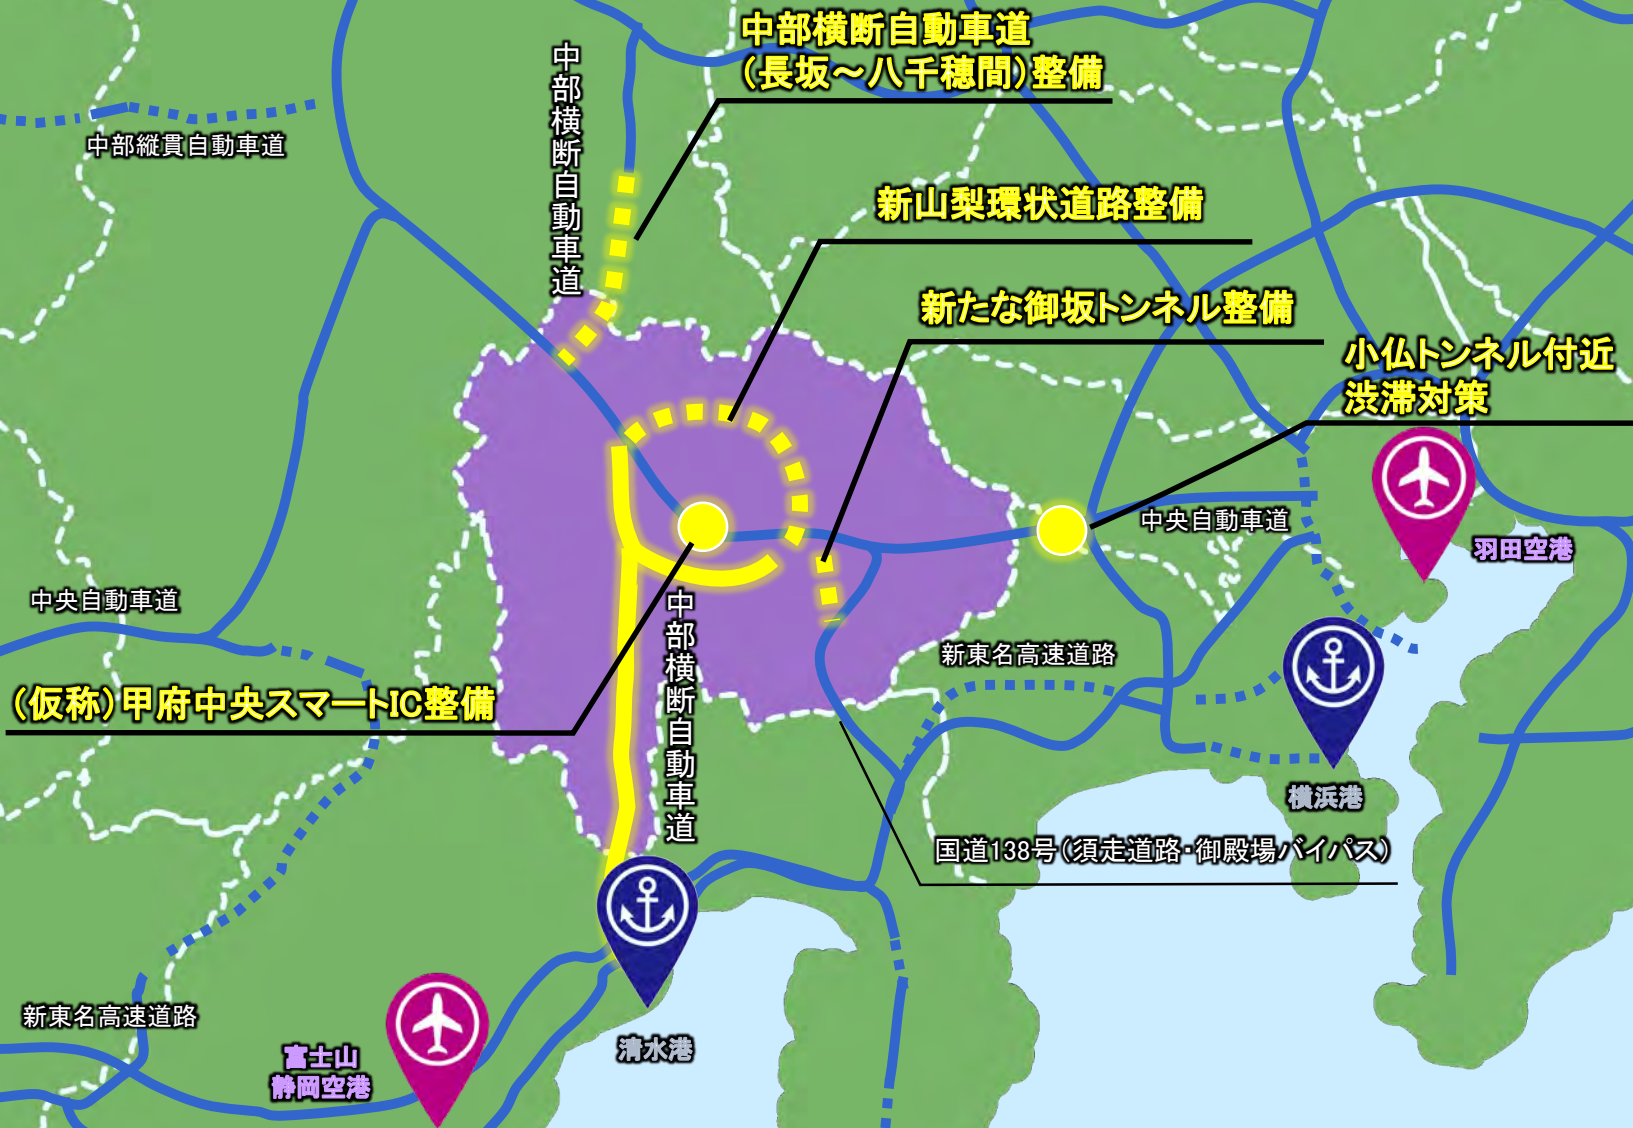 中部横断自動車道
(長坂～八千穂間)整備
中部横断自動車道
中部縦貫自動車道
新山梨環状道路整備
新たな御坂トンネル整備
小仏トンネル付近
渋滞対策
中央自動車道
羽田空港
中央自動車道
中部横断自動車道
新東名高速道路
(仮称)甲府中央スマートIC整備
横浜港
国道138号(須走道路・御殿場バイパス)
新東名高速道路
清水港
富士山
静岡空港